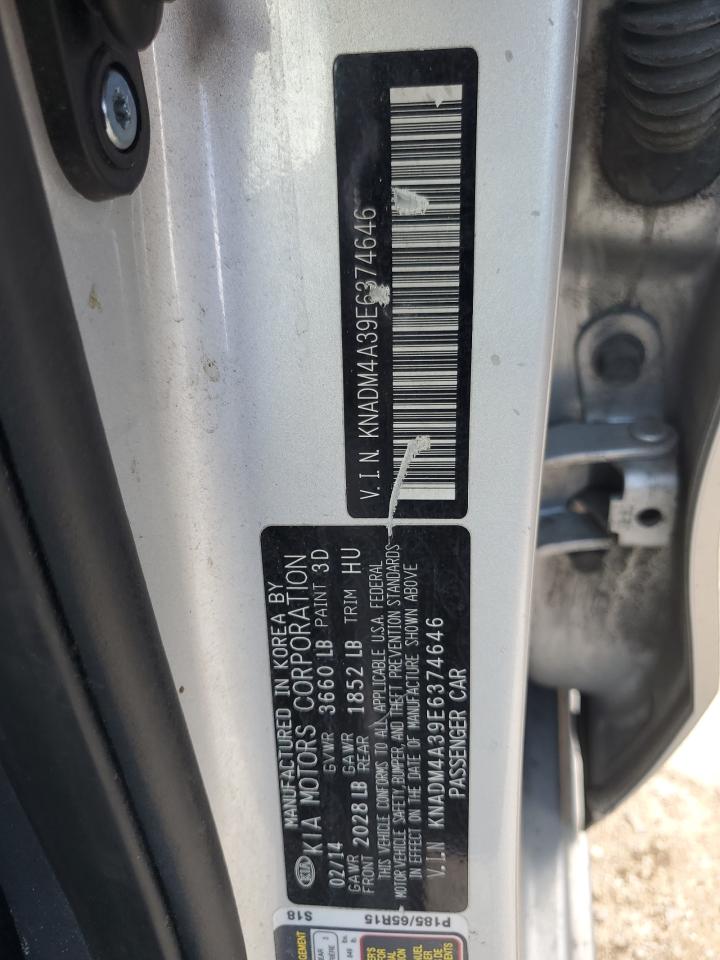 V.I.N KNADM4A39E6374646
MANUFACTURED IN KOREA BY
KIA KIA MOTORS CORPORATION
02/14 GVWR 3660 LB PAINT 3D
GAWR FRONT 2028 LB GAWR REAR 1852 LB TRIM HU
THIS VEHICLE CONFORMS TO ALL APPLICABLE U.S.A. FEDERAL
MOTOR VEHICLE SAFETY, BUMPER, AND THEFT PREVENTION STANDARDS
IN EFFECT ON THE DATE OF MANUFACTURE SHOWN ABOVE
V.I.N KNADM4A39E6374646
PASSENGER CAR
S18
P185/65R15